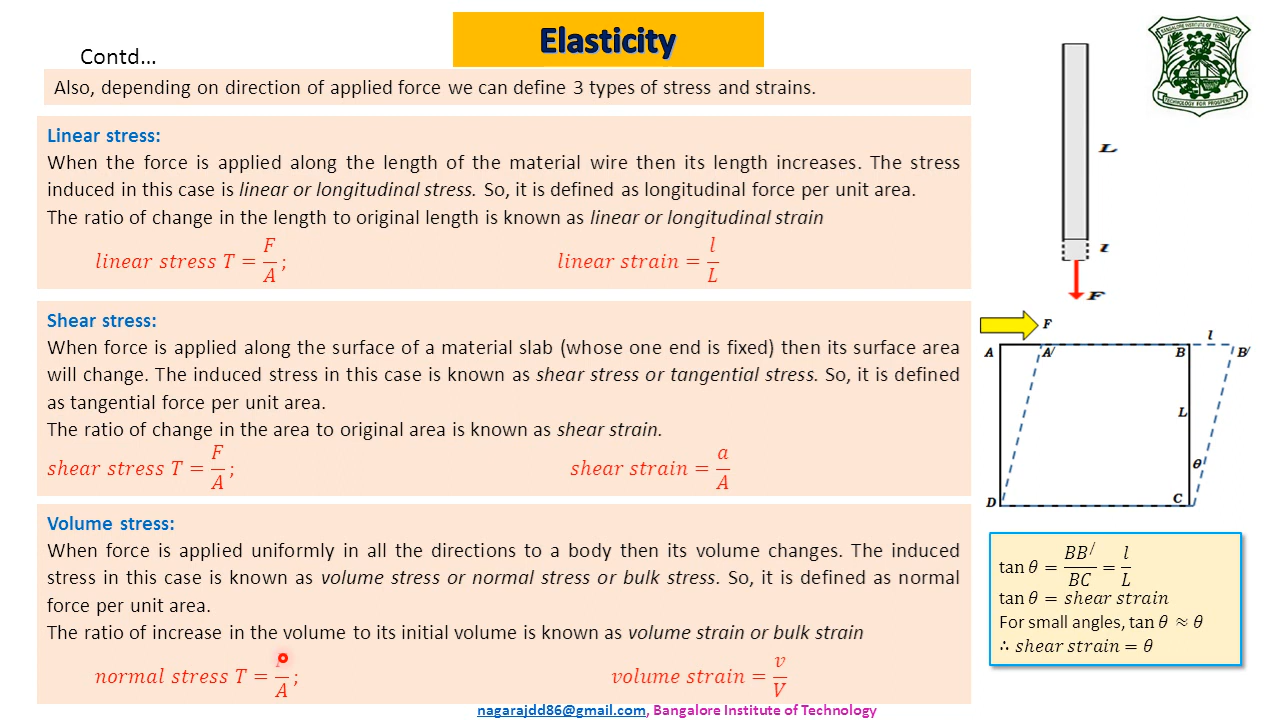 Elasticity
Contd…
Also, depending on direction of applied force we can define 3 types of stress and strains.
Linear stress:
When the force is applied along the length of the material wire then its length increases. The stress
induced in this case is linear or longitudinal stress. So, it is defined as longitudinal force per unit area.
The ratio of change in the length to original length is known as linear or longitudinal strain
linear stress T = F/A ; linear strain = l/L
Shear stress:
When force is applied along the surface of a material slab (whose one end is fixed) then its surface area
will change. The induced stress in this case is known as shear stress or tangential stress. So, it is defined
as tangential force per unit area.
The ratio of change in the area to original area is known as shear strain.
shear stress T = F/A ; shear strain = a/A
Volume stress:
When force is applied uniformly in all the directions to a body then its volume changes. The induced
stress in this case is known as volume stress or normal stress or bulk stress. So, it is defined as normal
force per unit area.
The ratio of increase in the volume to its initial volume is known as volume strain or bulk strain
normal stress T = /A ; volume strain = v/V
L
l
F
F
l
A A/ B B/
L
θ
D C
tan θ = BB//BC = l/L
tan θ = shear strain
For small angles, tan θ ≈ θ
∴ shear strain = θ
nagarajdd86@gmail.com, Bangalore Institute of Technology